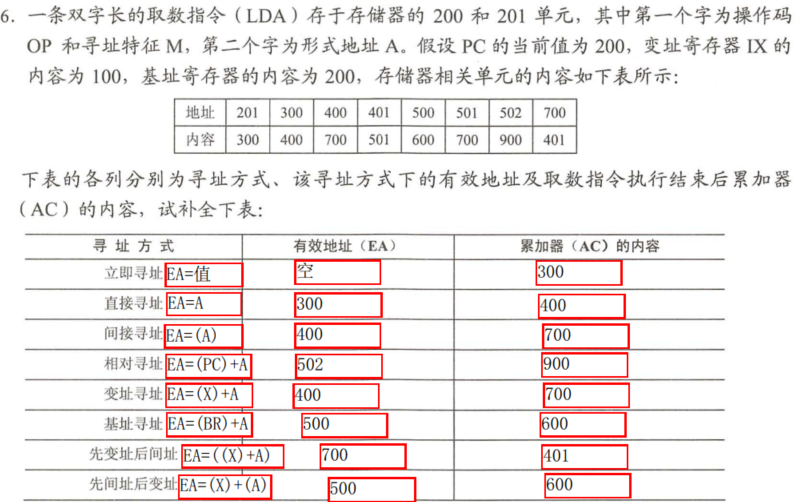 6. 一条双字长的取数指令（LDA）存于存储器的 200 和 201 单元，其中第一个字为操作码
OP 和寻址特征 M，第二个字为形式地址 A。假设 PC 的当前值为 200，变址寄存器 IX 的
内容为 100，基址寄存器的内容为 200，存储器相关单元的内容如下表所示：
地址 201 300 400 401 500 501 502 700
内容 300 400 700 501 600 700 900 401
下表的各列分别为寻址方式、该寻址方式下的有效地址及取数指令执行结束后累加器
（AC）的内容，试补全下表：
寻址方式 有效地址（EA） 累加器（AC）的内容
立即寻址 EA=值 空 300
直接寻址 EA=A 300 400
间接寻址 EA=(A) 400 700
相对寻址 EA=(PC)+A 502 900
变址寻址 EA=(X)+A 400 700
基址寻址 EA=(BR)+A 500 600
先变址后间址 EA=((X)+A) 700 401
先间址后变址 EA=(X)+(A) 500 600